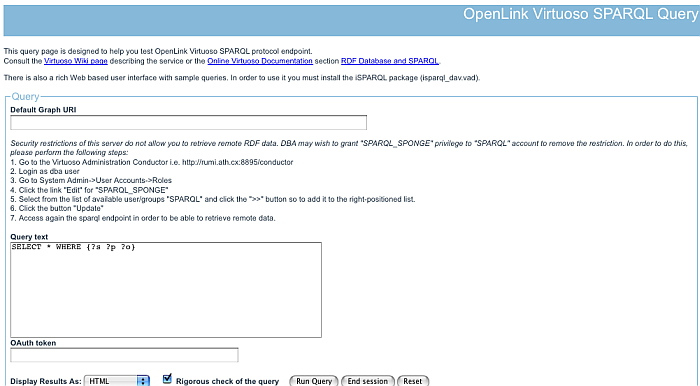 OpenLink Virtuoso SPARQL Query
This query page is designed to help you test OpenLink Virtuoso SPARQL protocol endpoint.
Consult the Virtuoso Wiki page describing the service or the Online Virtuoso Documentation section RDF Database and SPARQL.
There is also a rich Web based user interface with sample queries. In order to use it you must install the iSPARQL package (isparql_dav.vad).
Query
Default Graph URI
Security restrictions of this server do not allow you to retrieve remote RDF data. DBA may wish to grant "SPARQL_SPONGE" privilege to "SPARQL" account to remove the restriction. In order to do this,
please perform the following steps:
1. Go to the Virtuoso Administration Conductor i.e. http://rumi.ath.cx:8895/conductor
2. Login as dba user
3. Go to System Admin->User Accounts->Roles
4. Click the link "Edit" for "SPARQL_SPONGE"
5. Select from the list of available user/groups "SPARQL" and click the ">>" button so to add it to the right-positioned list.
6. Click the button "Update"
7. Access again the sparql endpoint in order to be able to retrieve remote data.
Query text
SELECT * WHERE {?s ?p ?o}
OAuth token
Display Results As: HTML Rigorous check of the query Run Query End session Reset